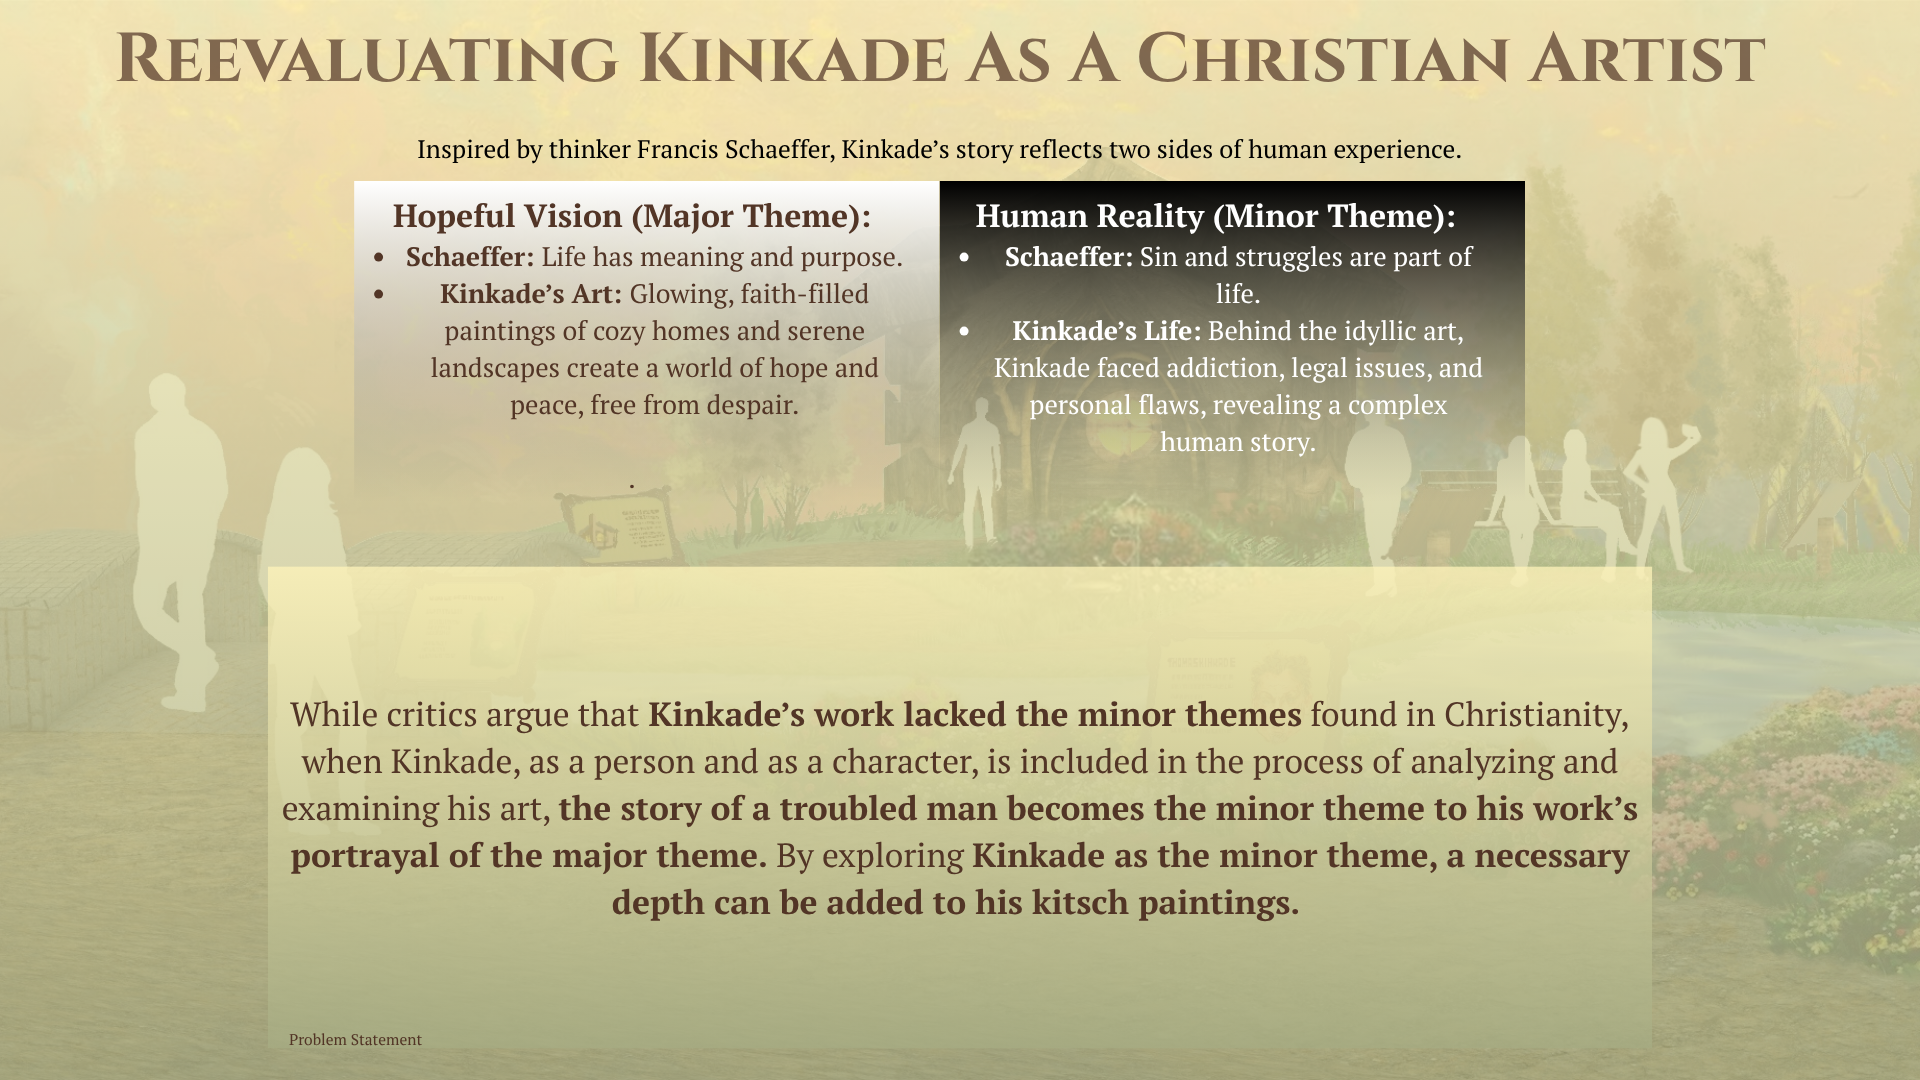 Reevaluating Kinkade As A Christian Artist
Inspired by thinker Francis Schaeffer, Kinkade’s story reflects two sides of human experience.
Hopeful Vision (Major Theme):
• Schaeffer: Life has meaning and purpose.
• Kinkade’s Art: Glowing, faith-filled
paintings of cozy homes and serene
landscapes create a world of hope and
peace, free from despair.
.
Human Reality (Minor Theme):
• Schaeffer: Sin and struggles are part of
life.
• Kinkade’s Life: Behind the idyllic art,
Kinkade faced addiction, legal issues, and
personal flaws, revealing a complex
human story.
While critics argue that Kinkade’s work lacked the minor themes found in Christianity,
when Kinkade, as a person and as a character, is included in the process of analyzing and
examining his art, the story of a troubled man becomes the minor theme to his work’s
portrayal of the major theme. By exploring Kinkade as the minor theme, a necessary
depth can be added to his kitsch paintings.
Problem Statement